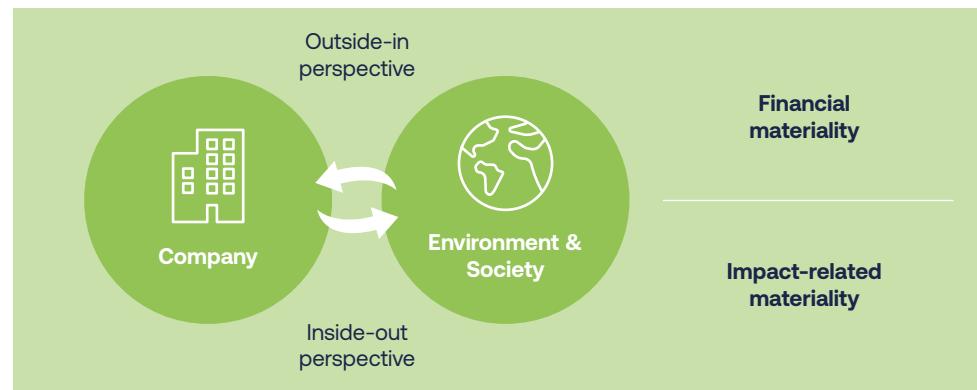 Outside-in
perspective
Financial
materiality
Company
Environment &
Society
Impact-related
materiality
Inside-out
perspective